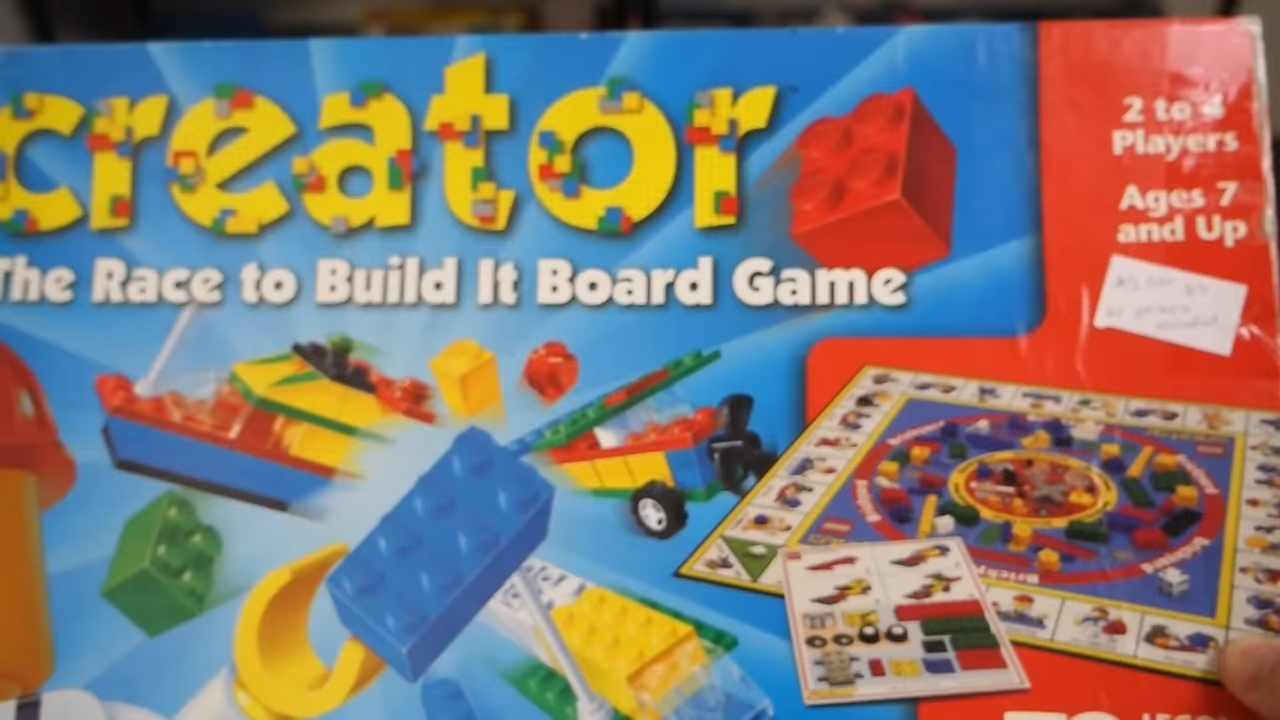 creator
The Race to Build It Board Game
2 to 4
Players
Ages 7
and Up